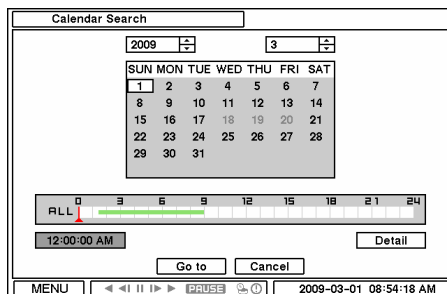 Calendar Search
2009 3
SUN MON TUE WED THU FRI SAT
1 2 3 4 5 6 7
8 9 10 11 12 13 14
15 16 17 18 19 20 21
22 23 24 25 26 27 28
29 30 31
0 3 6 9 12 15 18 21 24
ALL
12:00:00 AM Detail
Go to Cancel
MENU PAUSE 2009-03-01 08:54:18 AM